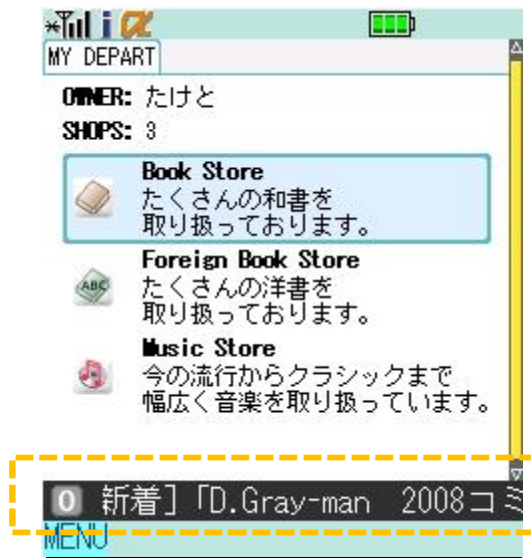 i α
MY DEPART
OWNER: たけと
SHOPS: 3
Book Store
たくさんの和書を
取り扱っております。
Foreign Book Store
ABC
たくさんの洋書を
取り扱っております。
Music Store
今の流行からクラシックまで
幅広く音楽を取り扱っています。
0 新着]「D.Gray-man 2008コミ
MENU